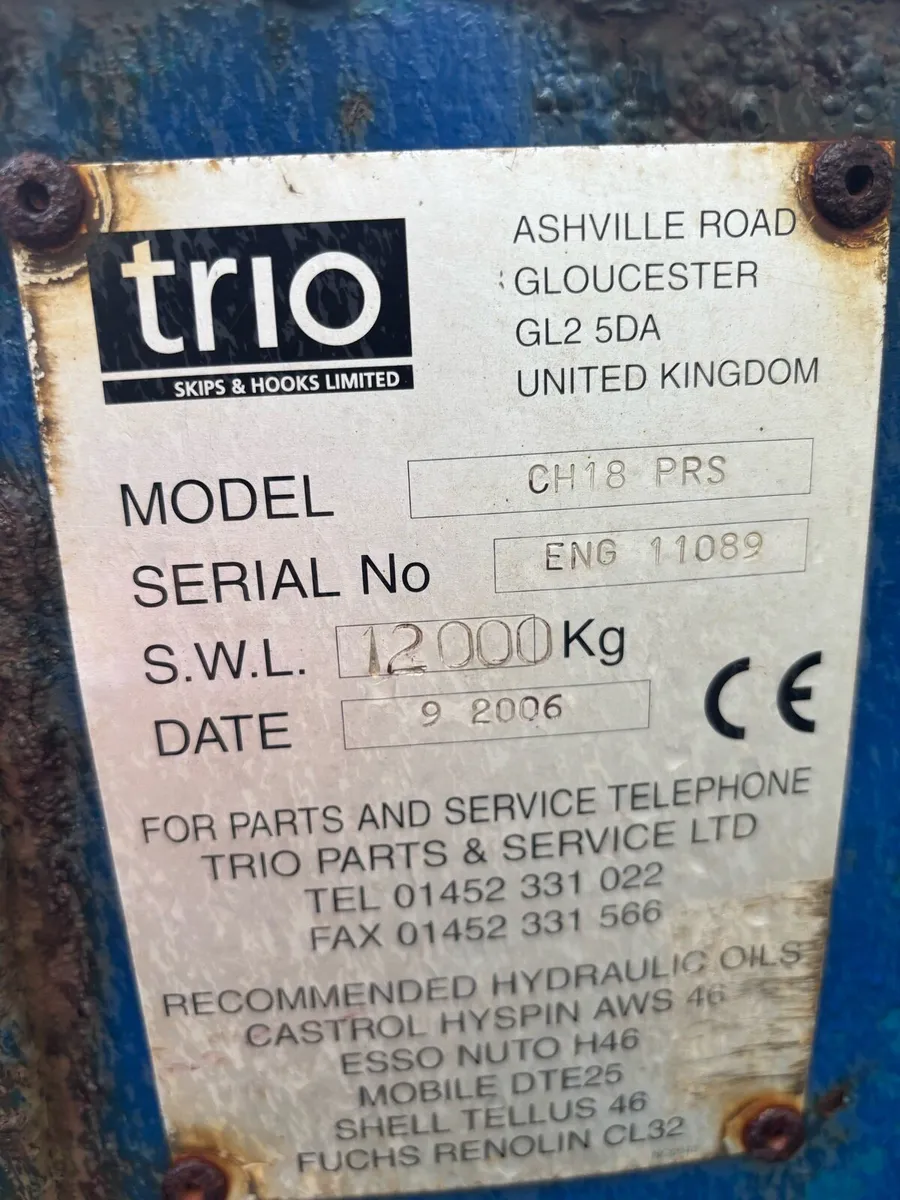 trio
SKIPS & HOOKS LIMITED
ASHVILLE ROAD
GLOUCESTER
GL2 5DA
UNITED KINGDOM
MODEL CH18 PRS
SERIAL No ENG 11089
S.W.L. 12000 Kg
DATE 9 2006
CE
FOR PARTS AND SERVICE TELEPHONE
TRIO PARTS & SERVICE LTD
TEL 01452 331 022
FAX 01452 331 566
RECOMMENDED HYDRAULIC OILS
CASTROL HYSPIN AWS 46
ESSO NUTO H46
MOBILE DTE25
SHELL TELLUS 46
FUCHS RENOLIN CL32